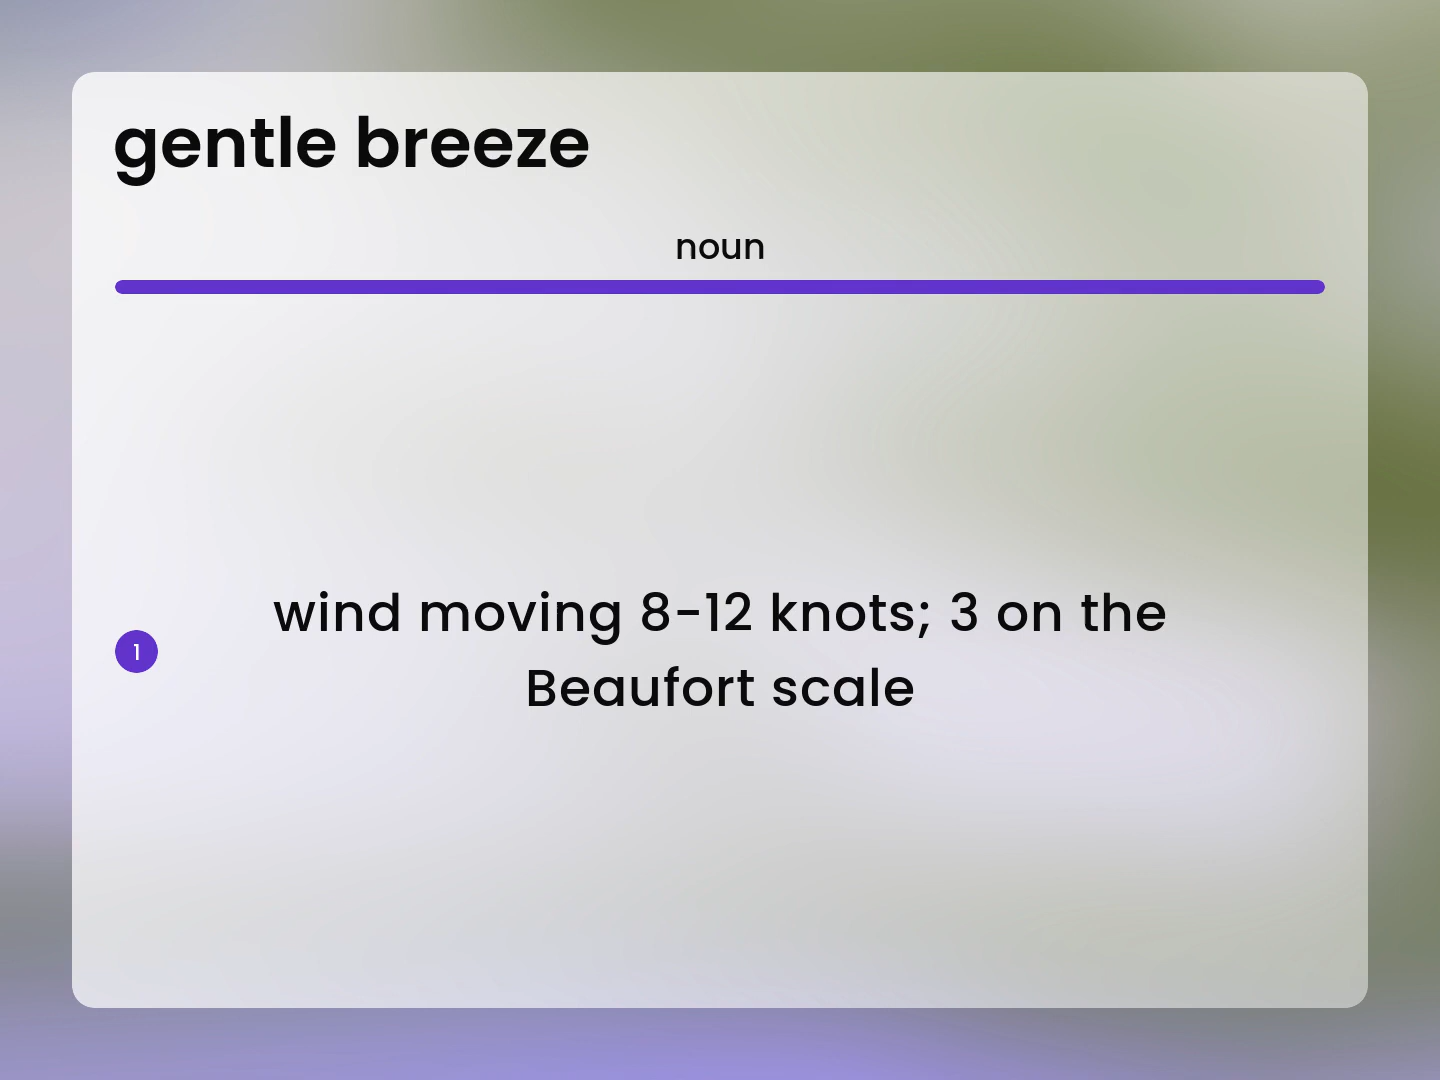 gentle breeze
noun
1
wind moving 8-12 knots; 3 on the
Beaufort scale